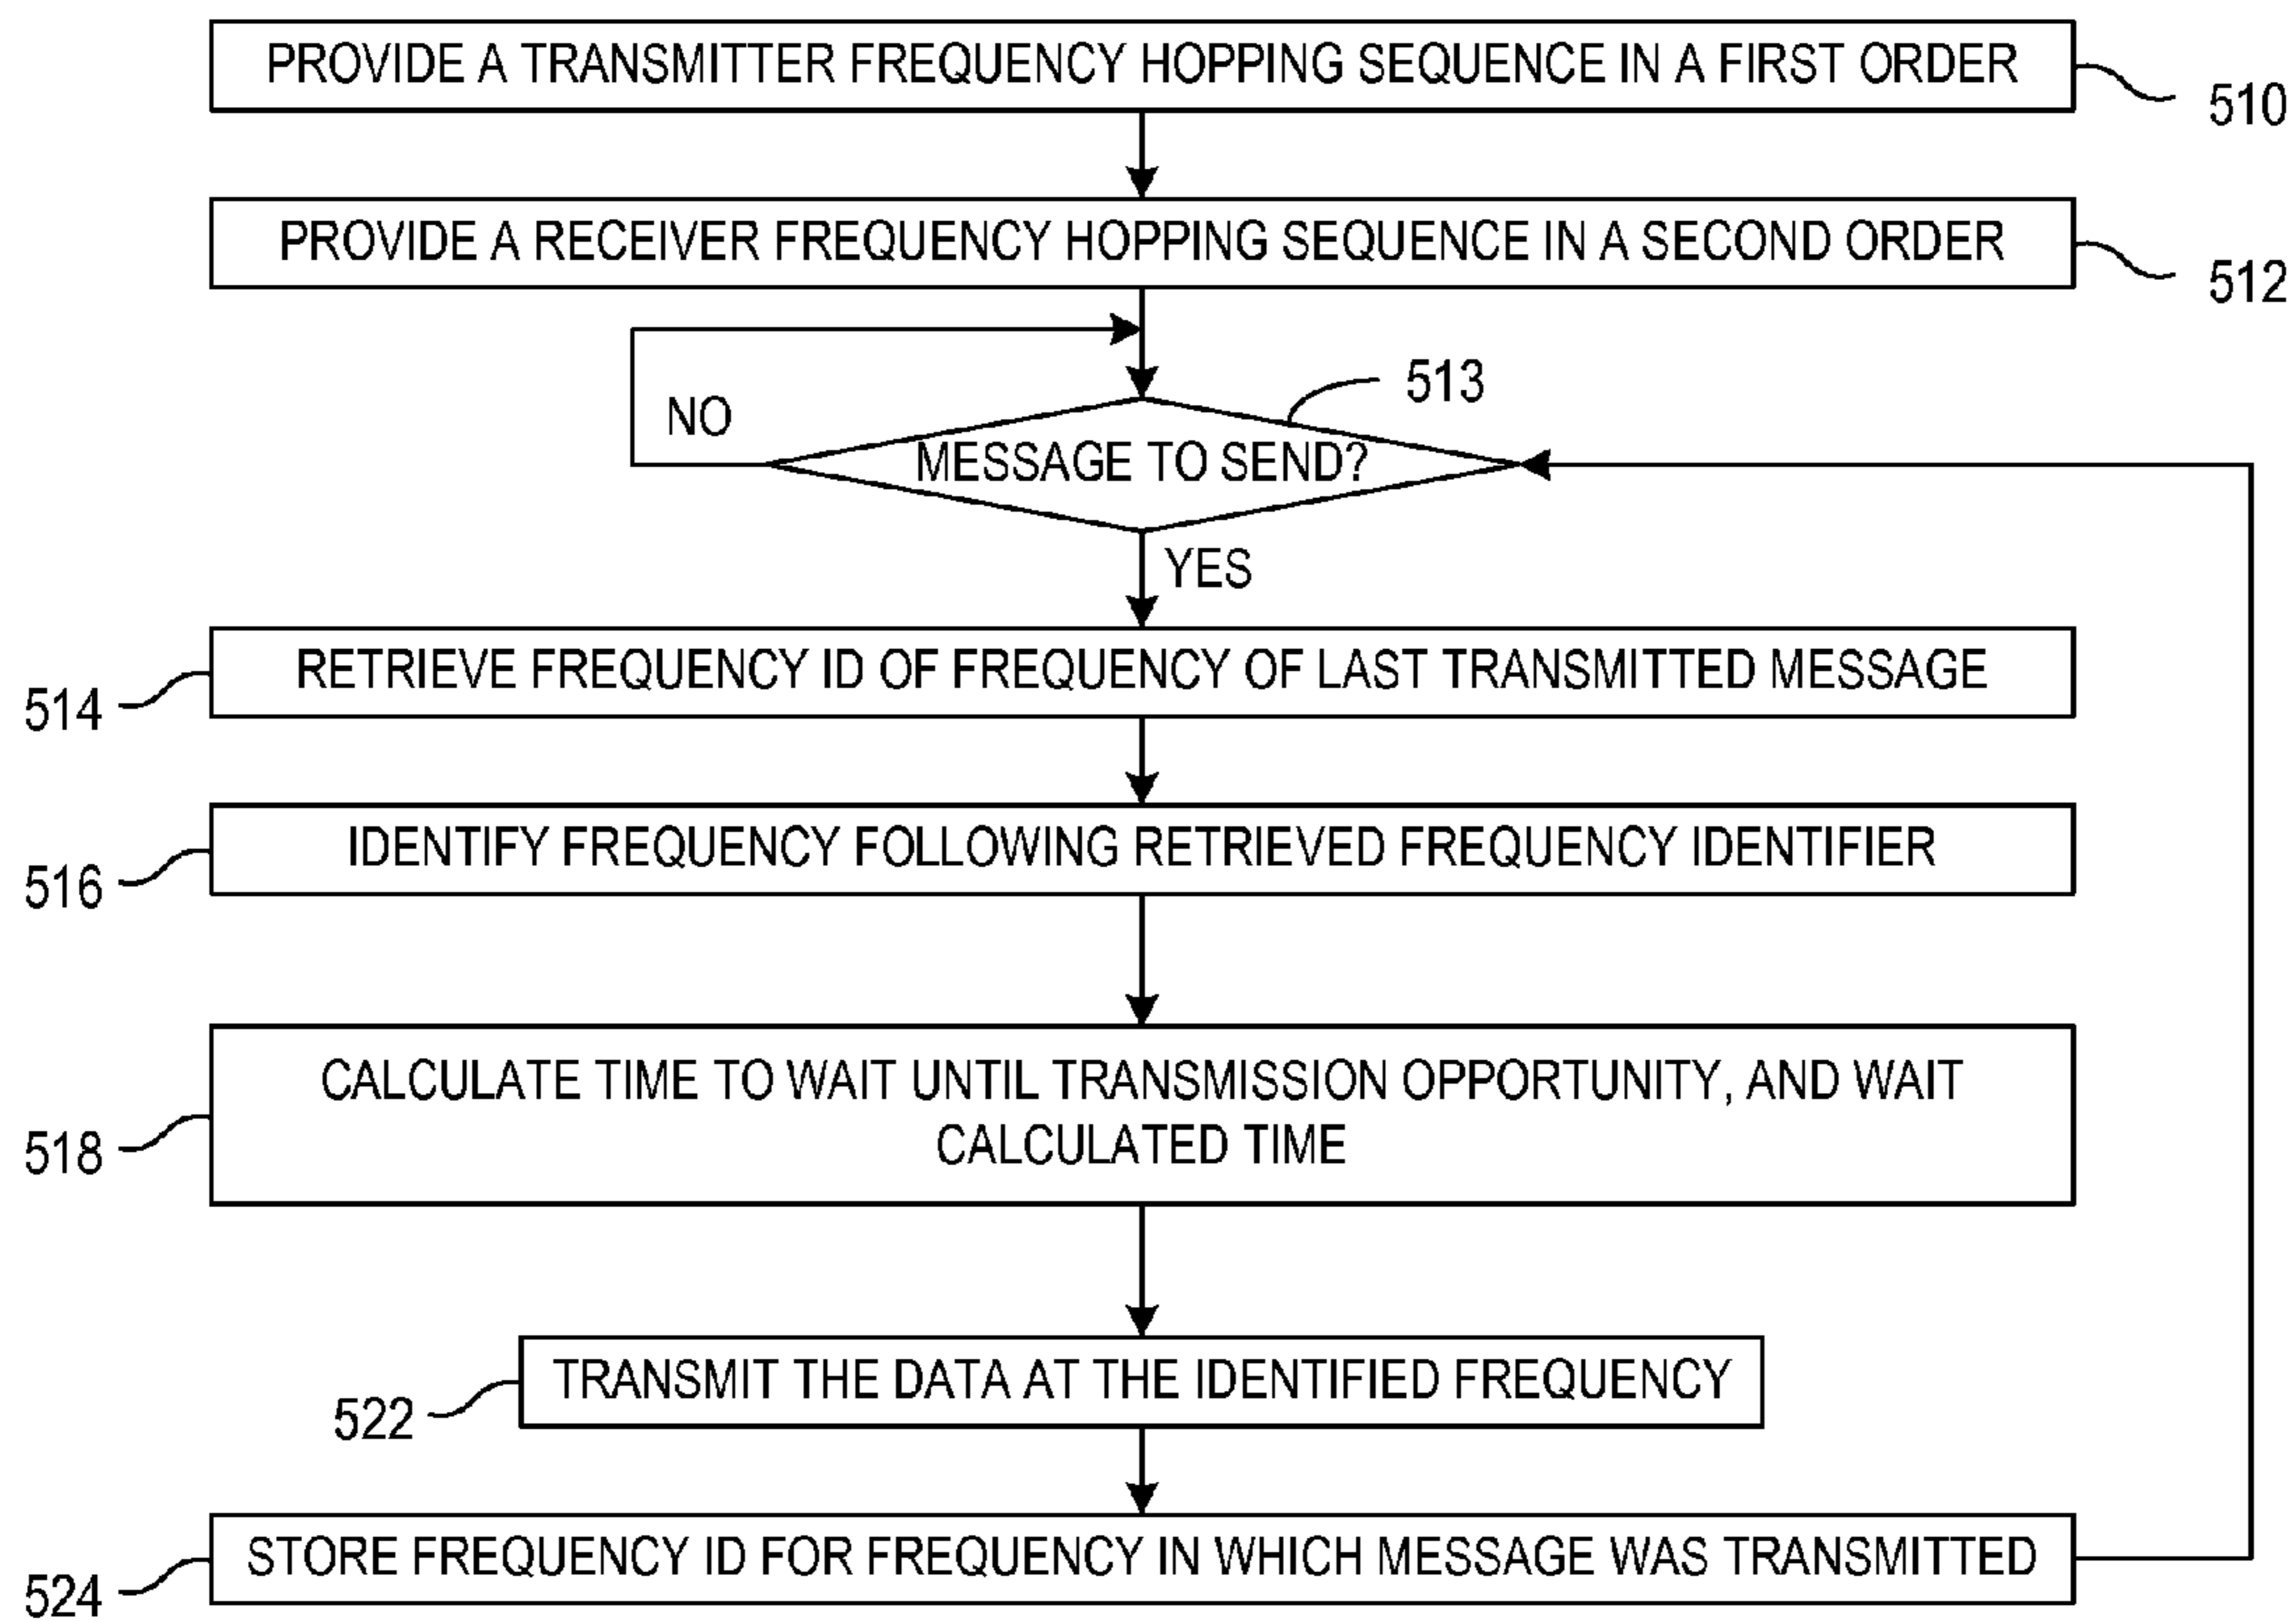 PROVIDE A TRANSMITTER FREQUENCY HOPPING SEQUENCE IN A FIRST ORDER
510
PROVIDE A RECEIVER FREQUENCY HOPPING SEQUENCE IN A SECOND ORDER
512
513
NO
MESSAGE TO SEND?
YES
RETRIEVE FREQUENCY ID OF FREQUENCY OF LAST TRANSMITTED MESSAGE
514
IDENTIFY FREQUENCY FOLLOWING RETRIEVED FREQUENCY IDENTIFIER
516
CALCULATE TIME TO WAIT UNTIL TRANSMISSION OPPORTUNITY, AND WAIT
CALCULATED TIME
518
TRANSMIT THE DATA AT THE IDENTIFIED FREQUENCY
522
STORE FREQUENCY ID FOR FREQUENCY IN WHICH MESSAGE WAS TRANSMITTED
524